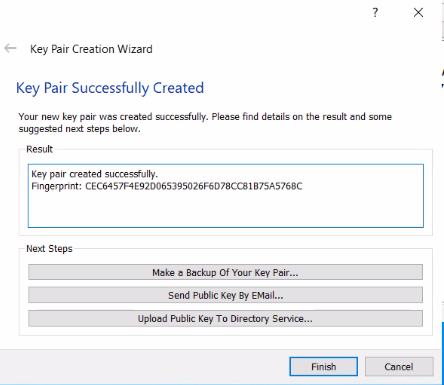 ?
Key Pair Creation Wizard
Key Pair Successfully Created
Your new key pair was created successfully. Please find details on the result and some
suggested next steps below.
Result
Key pair created successfully.
Fingerprint: CEC6457F4E92D065395026F6D78CC81B75A5768C
Next Steps
Make a Backup Of Your Key Pair...
Send Public Key By EMail...
Upload Public Key To Directory Service...
Finish
Cancel